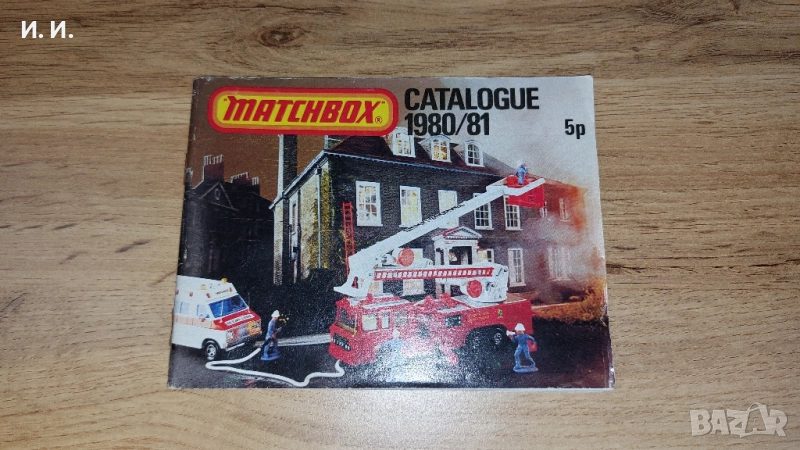 И. И.
MATCHBOX®
CATALOGUE
1980/81
5p
BAZAR